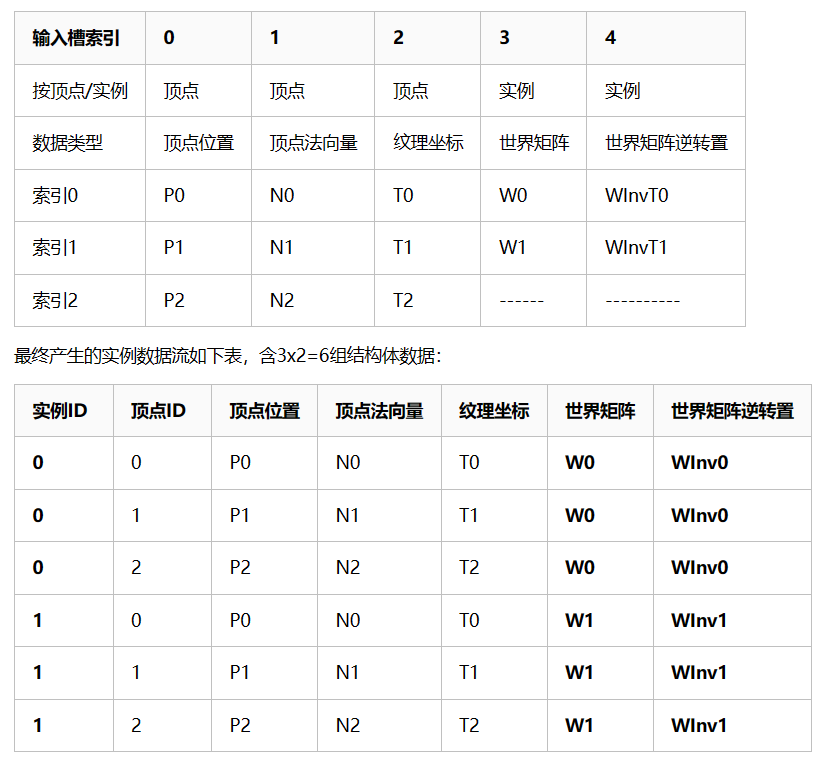 输入槽索引 0 1 2 3 4
按顶点/实例 顶点 顶点 顶点 实例 实例
数据类型 顶点位置 顶点法向量 纹理坐标 世界矩阵 世界矩阵逆转置
索引0 P0 N0 T0 W0 WInvT0
索引1 P1 N1 T1 W1 WInvT1
索引2 P2 N2 T2 ------ ----------
最终产生的实例数据流如下表，含3x2=6组结构体数据：
实例ID 顶点ID 顶点位置 顶点法向量 纹理坐标 世界矩阵 世界矩阵逆转置
0 0 P0 N0 T0 W0 WInv0
0 1 P1 N1 T1 W0 WInv0
0 2 P2 N2 T2 W0 WInv0
1 0 P0 N0 T0 W1 WInv1
1 1 P1 N1 T1 W1 WInv1
1 2 P2 N2 T2 W1 WInv1